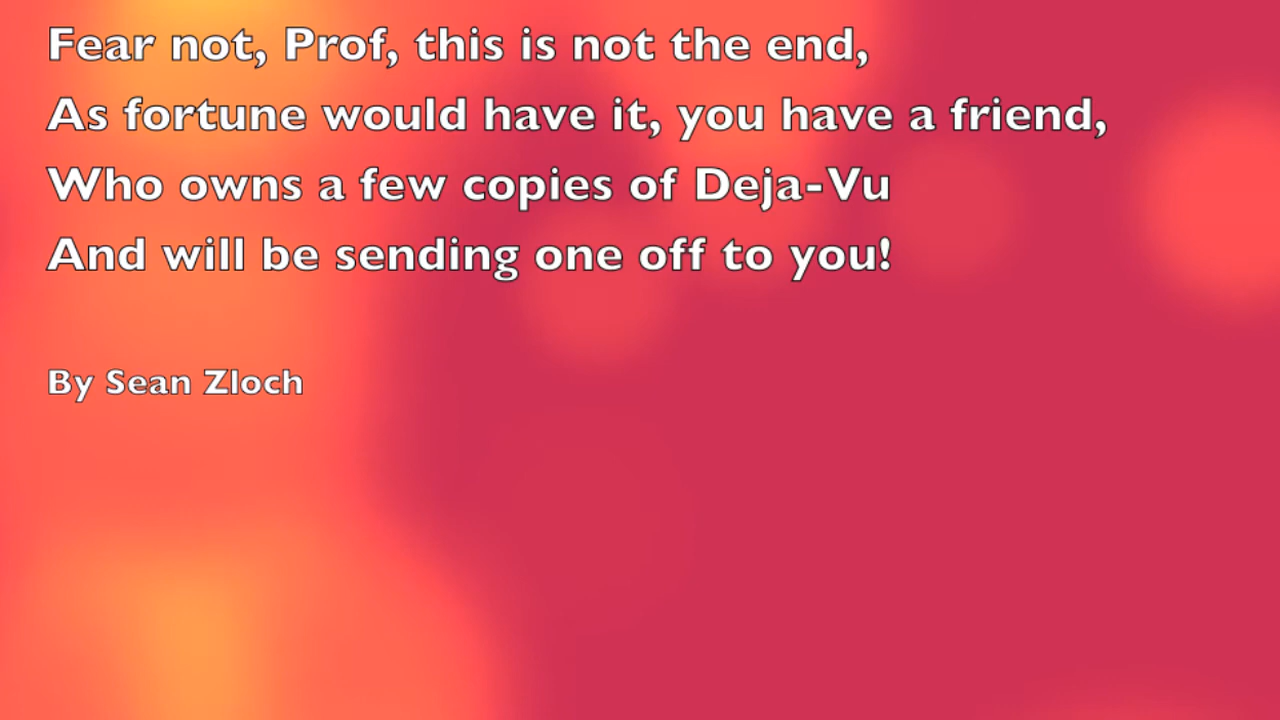 Fear not, Prof, this is not the end,
As fortune would have it, you have a friend,
Who owns a few copies of Deja-Vu
And will be sending one off to you!
By Sean Zloch